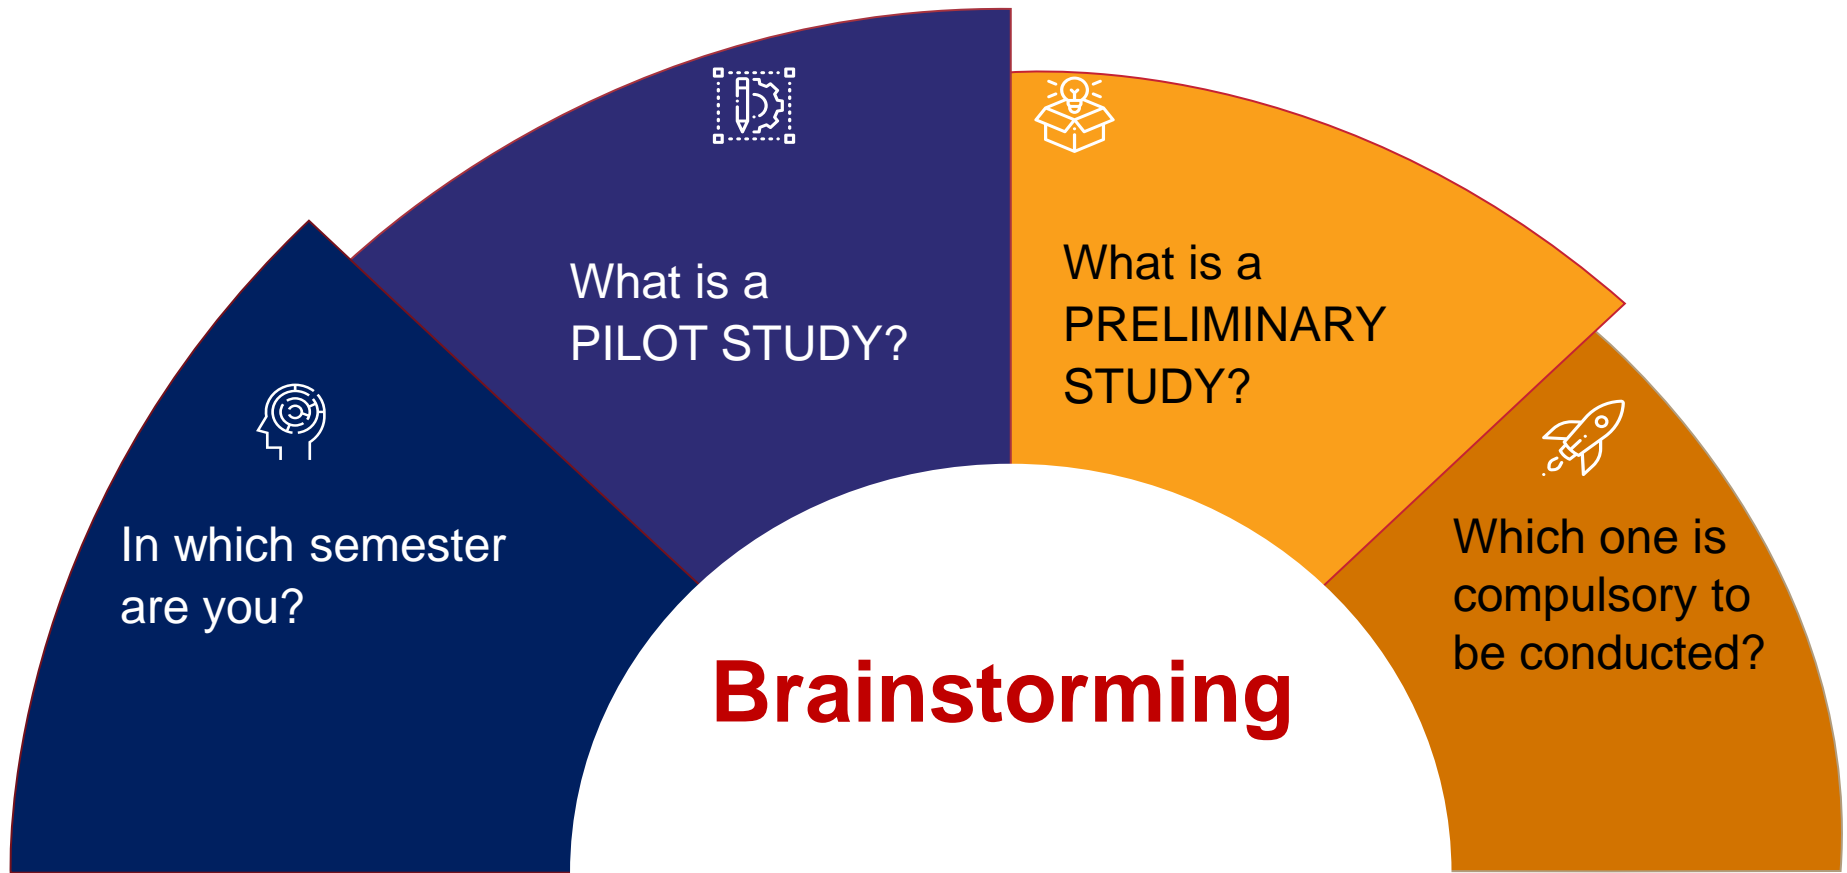 In which semester
are you?
What is a
PILOT STUDY?
What is a
PRELIMINARY
STUDY?
Which one is
compulsory to
be conducted?
Brainstorming